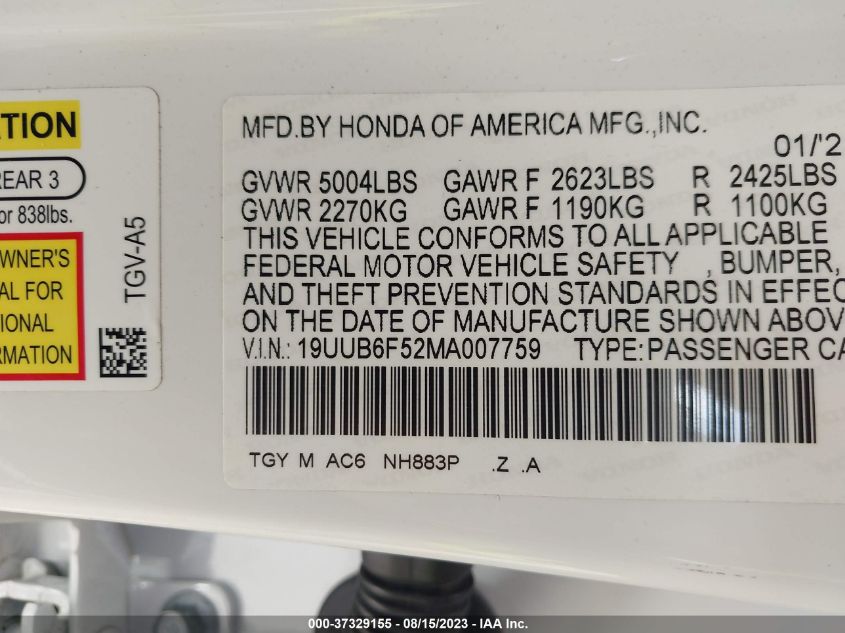 ATION
REAR 3
or 838lbs.
WNER'S
AL FOR
IONAL
RMATION
TGV-A5
MFD.BY HONDA OF AMERICA MFG.,INC.
01/'2
GVWR 5004LBS GAWR F 2623LBS R 2425LBS
GVWR 2270KG GAWR F 1190KG R 1100KG
THIS VEHICLE CONFORMS TO ALL APPLICABLE
FEDERAL MOTOR VEHICLE SAFETY , BUMPER,
AND THEFT PREVENTION STANDARDS IN EFFEC
ON THE DATE OF MANUFACTURE SHOWN ABOV
V.I.N.: 19UUB6F52MA007759 TYPE:PASSENGER CA
TGY M AC6 NH883P .Z .A
000-37329155 - 08/15/2023 - IAA Inc.